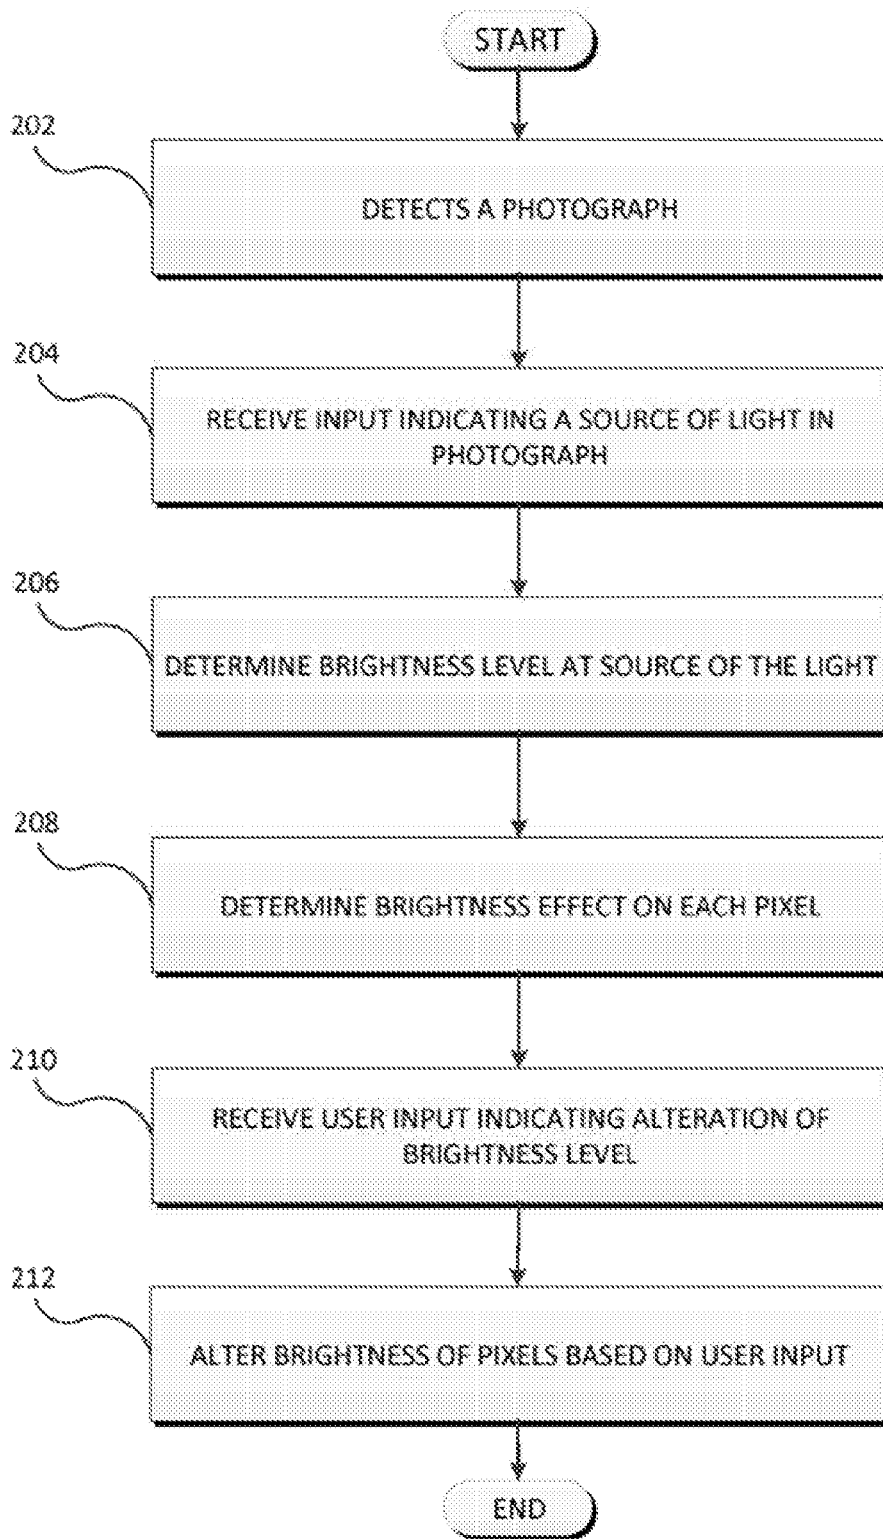 START
202
DETECTS A PHOTOGRAPH
204
RECEIVE INPUT INDICATING A SOURCE OF LIGHT IN
PHOTOGRAPH
206
DETERMINE BRIGHTNESS LEVEL AT SOURCE OF THE LIGHT
208
DETERMINE BRIGHTNESS EFFECT ON EACH PIXEL
210
RECEIVE USER INPUT INDICATING ALTERATION OF
BRIGHTNESS LEVEL
212
ALTER BRIGHTNESS OF PIXELS BASED ON USER INPUT
END